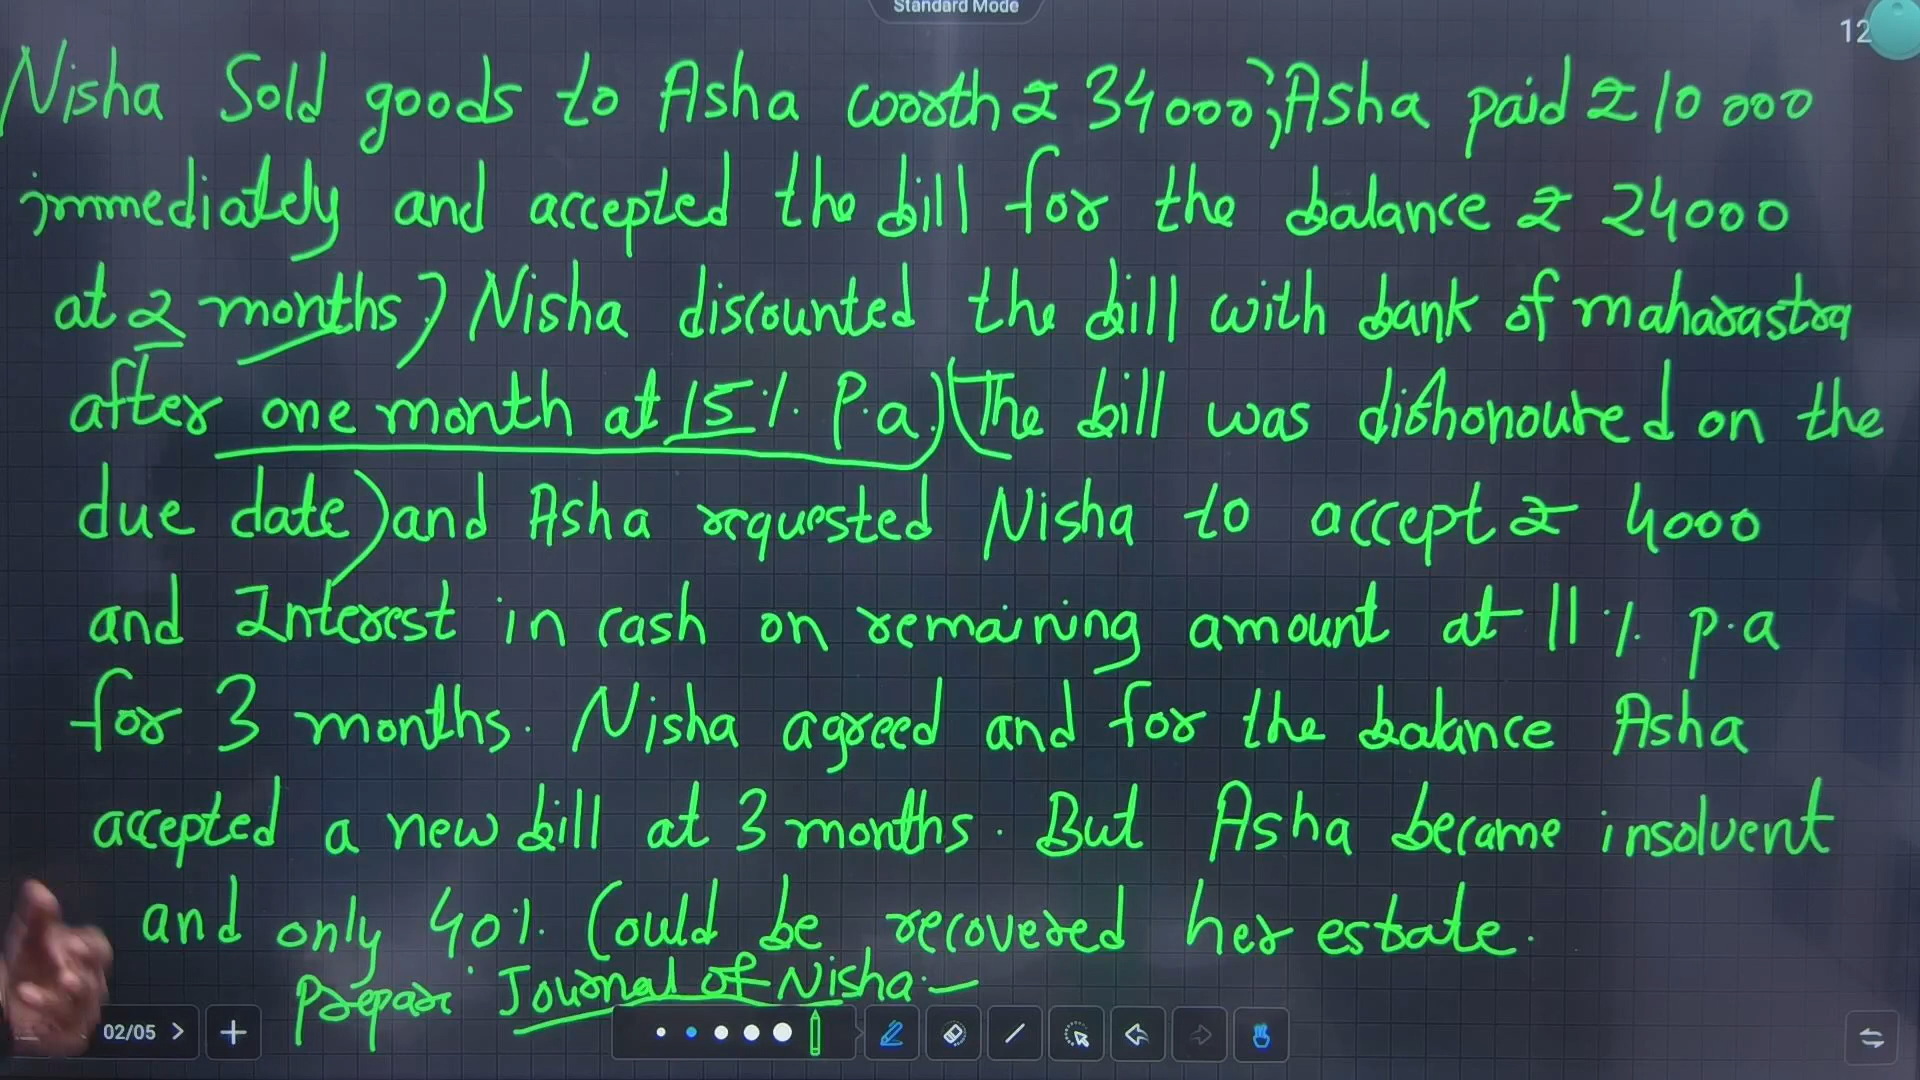 Standard Mode
12
Nisha Sold goods to Asha worth ₹ 34000; Asha paid ₹ 10000
immediately and accepted the bill for the balance ₹ 24000
at 2 months) Nisha discounted the bill with bank of maharastra
after one month at 15% P.a.) (The bill was dishonoured on the
due date) and Asha requested Nisha to accept ₹ 4000
and Interest in cash on remaining amount at 11% p.a
for 3 months. Nisha agreed and for the balance Asha
accepted a new bill at 3 months. But Asha became insolvent
and only 40% Could be recovered her estate.
prepare Journal of Nisha:-
02/05